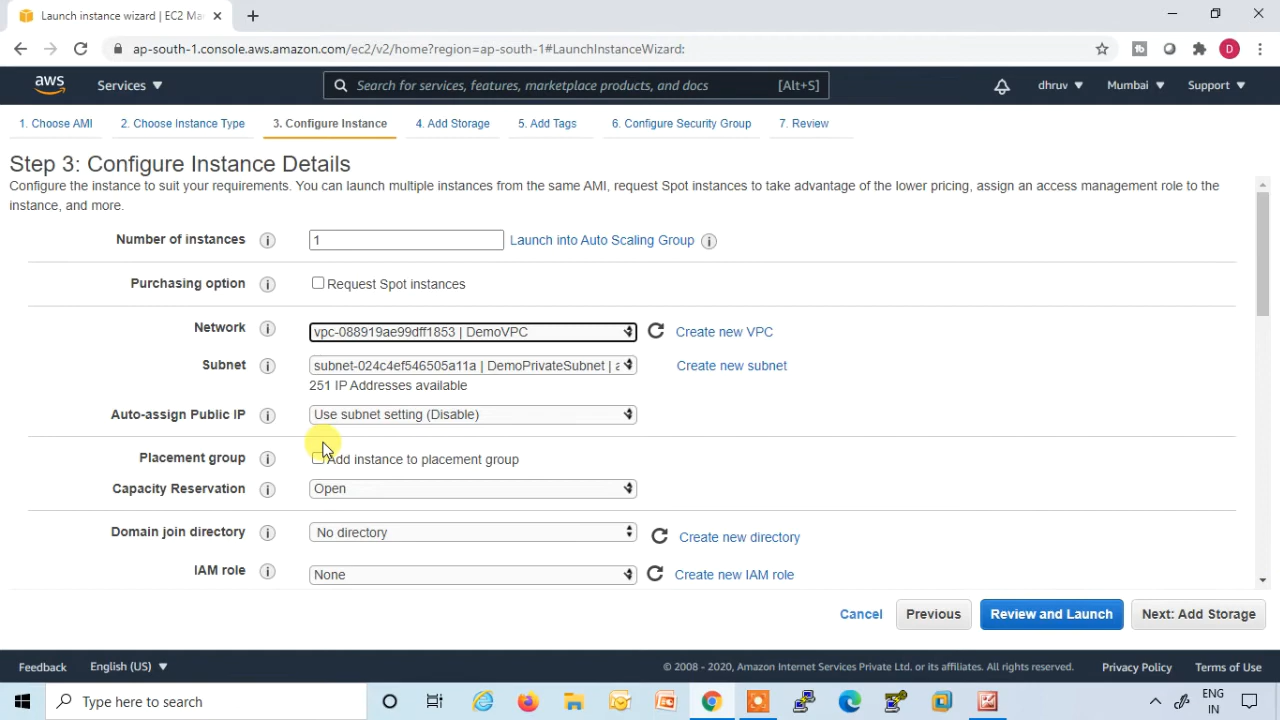 Launch instance wizard | EC2 Ma
ap-south-1.console.aws.amazon.com/ec2/v2/home?region=ap-south-1#LaunchInstanceWizard:
D
aws
Services
Search for services, features, marketplace products, and docs
[Alt+S]
dhruv
Mumbai
Support
1. Choose AMI
2. Choose Instance Type
3. Configure Instance
4. Add Storage
5. Add Tags
6. Configure Security Group
7. Review
Step 3: Configure Instance Details
Configure the instance to suit your requirements. You can launch multiple instances from the same AMI, request Spot instances to take advantage of the lower pricing, assign an access management role to the
instance, and more.
Number of instances
1
Launch into Auto Scaling Group
Purchasing option
Request Spot instances
Network
vpc-088919ae99dff1853 | DemoVPC
Create new VPC
Subnet
subnet-024c4ef546505a11a | DemoPrivateSubnet | a
Create new subnet
251 IP Addresses available
Auto-assign Public IP
Use subnet setting (Disable)
Placement group
Add instance to placement group
Capacity Reservation
Open
Domain join directory
No directory
Create new directory
IAM role
None
Create new IAM role
Cancel
Previous
Review and Launch
Next: Add Storage
Feedback
English (US)
© 2008 - 2020, Amazon Internet Services Private Ltd. or its affiliates. All rights reserved.
Privacy Policy
Terms of Use
Type here to search
ENG
IN